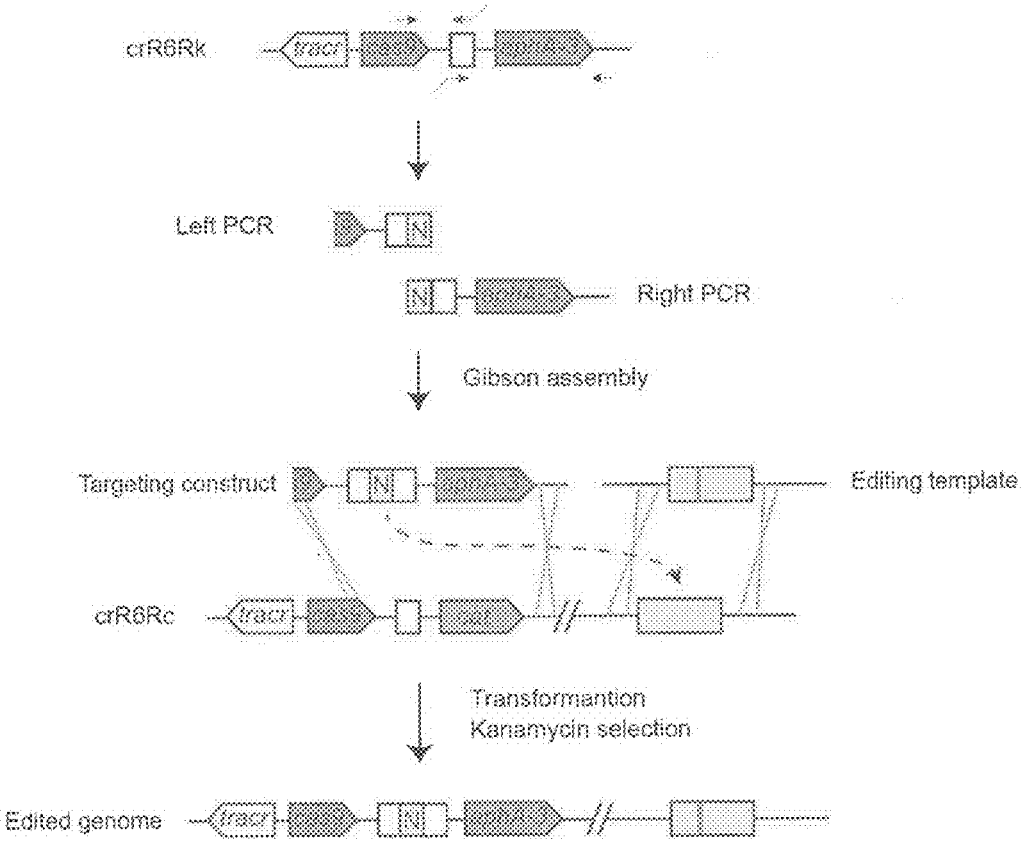 crR6Rk
tracr
Left PCR
N
N
Right PCR
Gibson assembly
Targeting construct
N
Editing template
crR6Rc
tracr
cat
Transformantion
Kanamycin selection
Edited genome
tracr
N